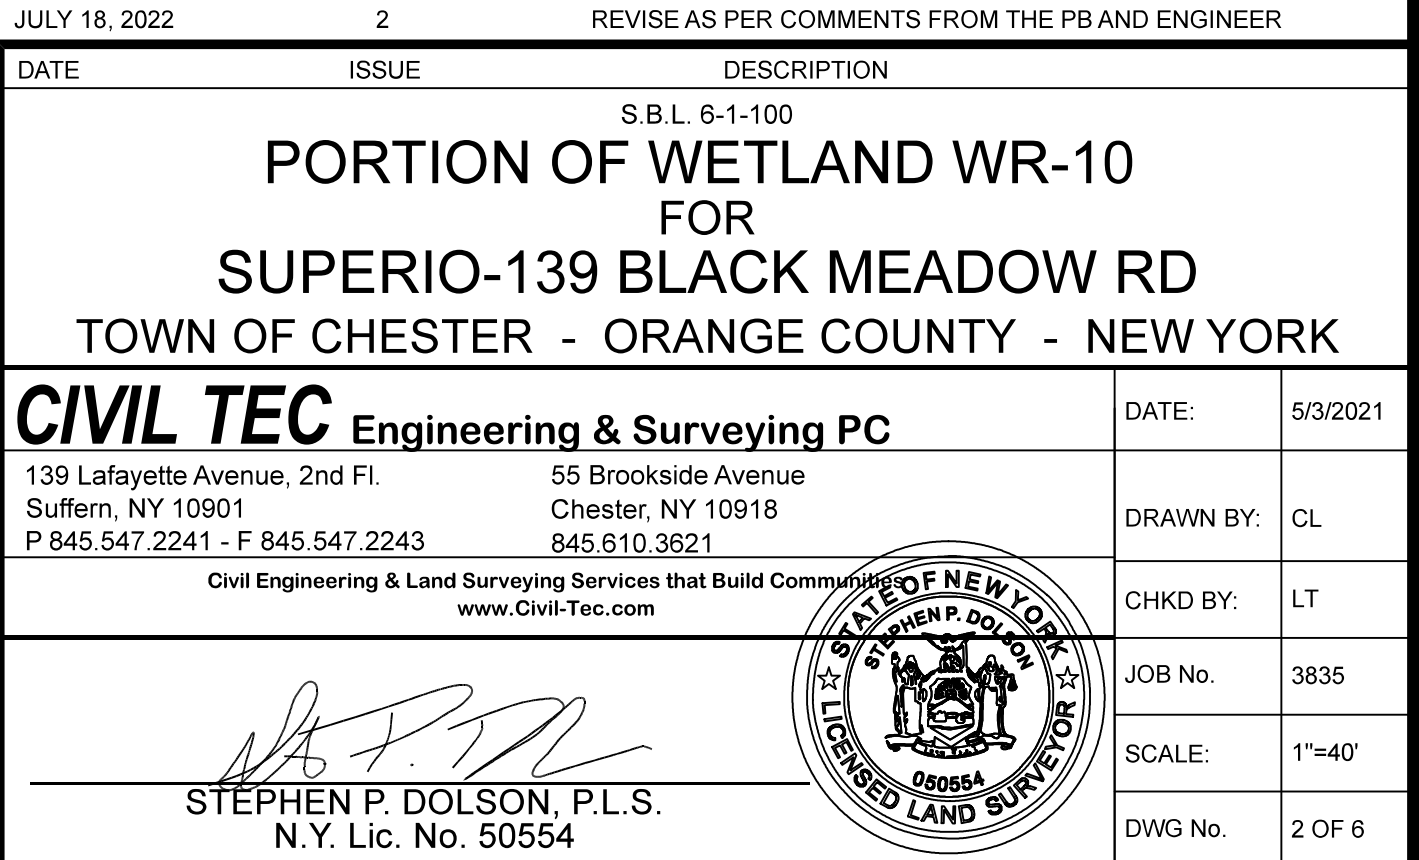 JULY 18, 2022 2 REVISE AS PER COMMENTS FROM THE PB AND ENGINEER
DATE ISSUE DESCRIPTION
S.B.L. 6-1-100
PORTION OF WETLAND WR-10
FOR
SUPERIO-139 BLACK MEADOW RD
TOWN OF CHESTER - ORANGE COUNTY - NEW YORK
CIVIL TEC Engineering & Surveying PC
139 Lafayette Avenue, 2nd Fl.
Suffern, NY 10901
P 845.547.2241 - F 845.547.2243
55 Brookside Avenue
Chester, NY 10918
845.610.3621
Civil Engineering & Land Surveying Services that Build Communities
www.Civil-Tec.com
STATE OF NEW YORK
STEPHEN P. DOLSON
050554
LICENSED LAND SURVEYOR
STEPHEN P. DOLSON, P.L.S.
N.Y. Lic. No. 50554
DATE: 5/3/2021
DRAWN BY: CL
CHKD BY: LT
JOB No. 3835
SCALE: 1"=40'
DWG No. 2 OF 6